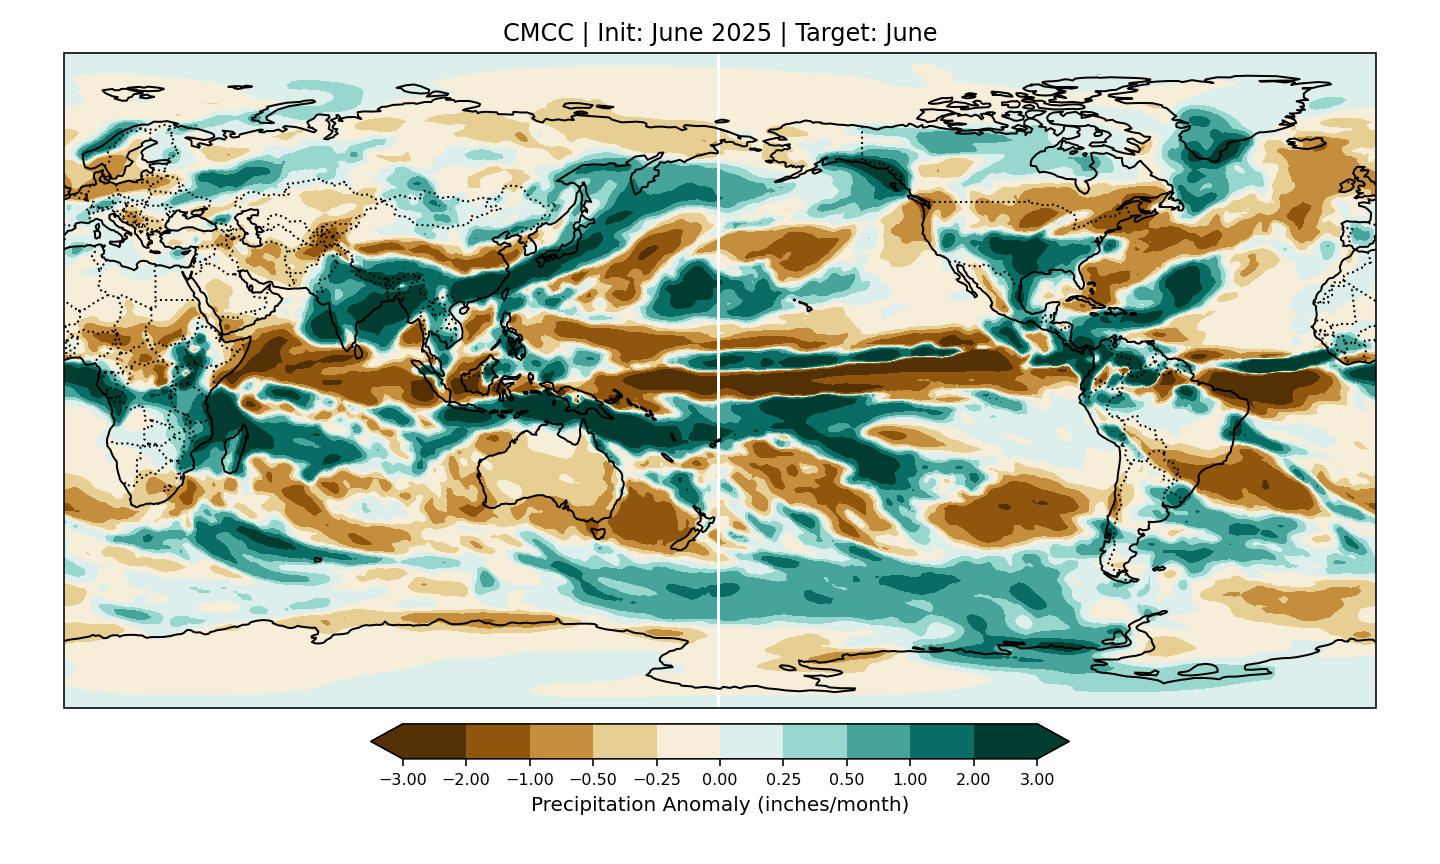 CMCC | Init: June 2025 | Target: June
−3.00 −2.00 −1.00 −0.50 −0.25 0.00 0.25 0.50 1.00 2.00 3.00
Precipitation Anomaly (inches/month)